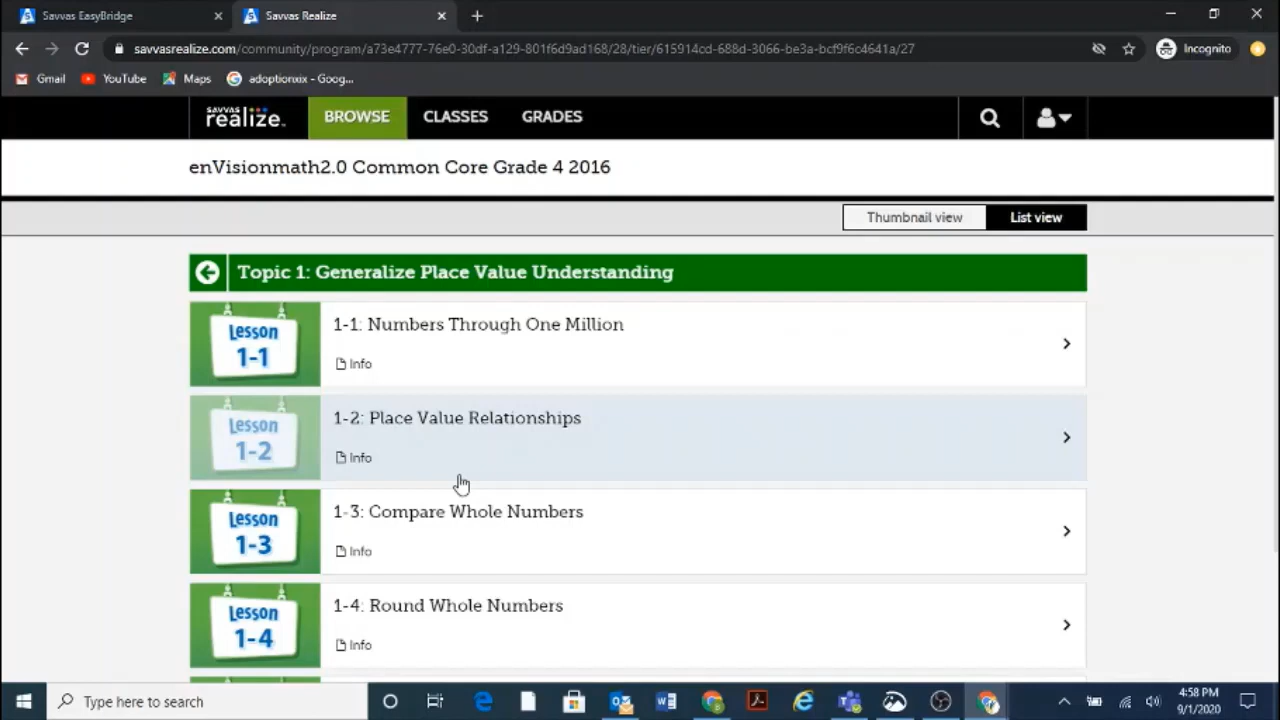 Savvas EasyBridge
Savvas Realize
savvasrealize.com/community/program/a73e4777-76e0-30df-a129-801f6d9ad168/28/tier/615914cd-688d-3066-be3a-bcf9f6c4641a/27
Incognito
Gmail
YouTube
Maps
adoptionxix - Goog...
SAVVAS
realize.
BROWSE
CLASSES
GRADES
enVisionmath2.0 Common Core Grade 4 2016
Thumbnail view
List view
Topic 1: Generalize Place Value Understanding
Lesson
1-1
1-1: Numbers Through One Million
Info
Lesson
1-2
1-2: Place Value Relationships
Info
Lesson
1-3
1-3: Compare Whole Numbers
Info
Lesson
1-4
1-4: Round Whole Numbers
Info
Type here to search
4:58 PM
9/1/2020